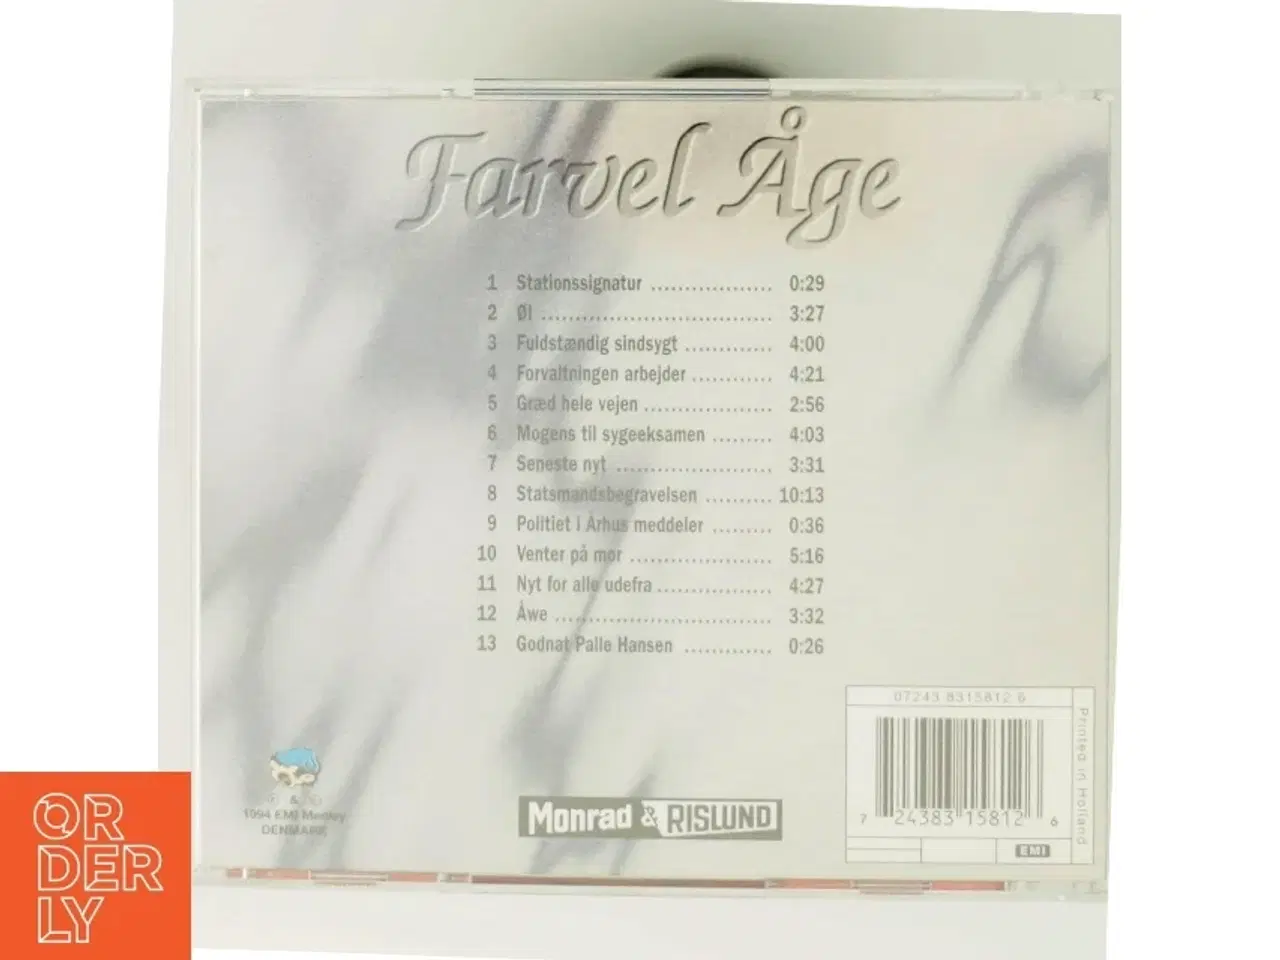 Farvel Åge
1 Stationssignatur .................. 0:29
2 Øl .................................. 3:27
3 Fuldstændig sindsygt ............. 4:00
4 Forvaltningen arbejder ............ 4:21
5 Græd hele vejen ................... 2:56
6 Mogens til sygeeksamen ......... 4:03
7 Seneste nyt ....................... 3:31
8 Statsmandsbegravelsen .......... 10:13
9 Politiet i Århus meddeler ......... 0:36
10 Venter på mor ..................... 5:16
11 Nyt for alle udefra ................. 4:27
12 Åwe ................................ 3:32
13 Godnat Palle Hansen ............. 0:26
07243 8315812 6
Printed in Holland
7 24383 15812 6
EMI
℗ & ©
1994 EMI-Medley
DENMARK
Monrad & RISLUND
OR
DER
LY